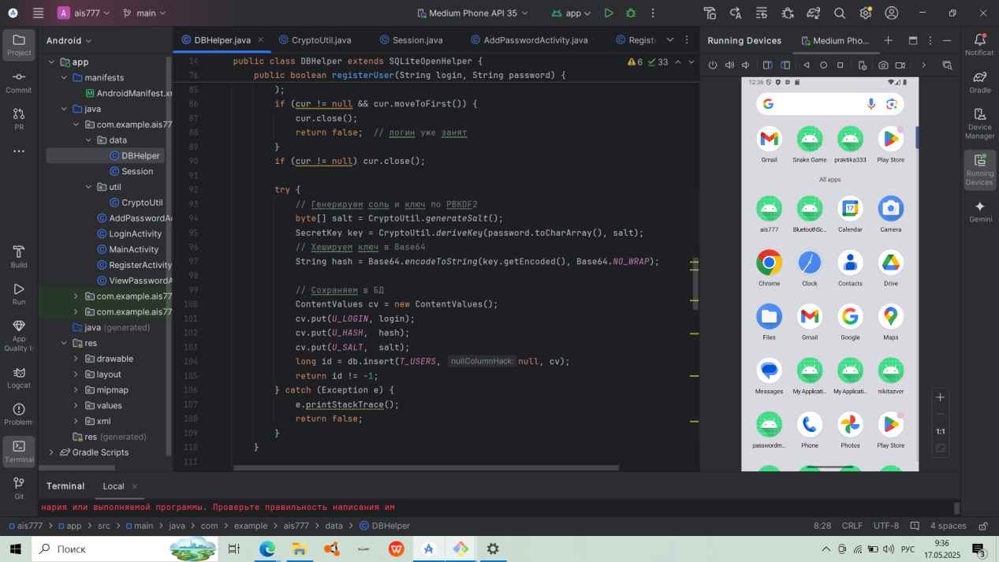 A ais777 main Medium Phone API 35 app
Android
DBHelper.java CryptoUtil.java Session.java AddPasswordActivity.java Regist
Running Devices Medium Pho...
Project
Commit
PR
Build
Run
App
Quality I
Logcat
Problem
Terminal
Git
app
manifests
AndroidManifest.xr
java
com.example.ais77
data
DBHelper
Session
util
CryptoUtil
AddPasswordA
LoginActivity
MainActivity
RegisterActivity
ViewPasswordA
com.example.ais77
com.example.ais77
java (generated)
res
drawable
layout
mipmap
values
xml
res (generated)
Gradle Scripts
6 33
14 public class DBHelper extends SQLiteOpenHelper {
76 public boolean registerUser(String login, String password) {
85 );
86 if (cur != null && cur.moveToFirst()) {
87 cur.close();
88 return false; // логин уже занят
89 }
90 if (cur != null) cur.close();
91
92 try {
93 // Генерируем соль и ключ по PBKDF2
94 byte[] salt = CryptoUtil.generateSalt();
95 SecretKey key = CryptoUtil.deriveKey(password.toCharArray(), salt);
96 // Хешируем ключ в Base64
97 String hash = Base64.encodeToString(key.getEncoded(), Base64.NO_WRAP);
98
99 // Сохраняем в БД
100 ContentValues cv = new ContentValues();
101 cv.put(U_LOGIN, login);
102 cv.put(U_HASH, hash);
103 cv.put(U_SALT, salt);
104 long id = db.insert(T_USERS, nullColumnHack: null, cv);
105 return id != -1;
106 } catch (Exception e) {
107 e.printStackTrace();
108 return false;
109 }
110 }
111
12:36
Gmail Snake Game praktika333 Play Store
All apps
17
ais777 BluetoothSc... Calendar Camera
Chrome Clock Contacts Drive
Files Gmail Google Maps
Messages My Applicati... My Applicati... nikitazver
passwordm... Phone Photos Play Store
1:1
Notificat
Gradle
Device
Manager
Running
Devices
Gemini
Terminal Local
нария или выполняемой программы. Проверьте правильность написания им
ais777 > app > src > main > java > com > example > ais777 > data > DBHelper
8:28 CRLF UTF-8 4 spaces
Поиск
РУС
9:36
17.05.2025
3